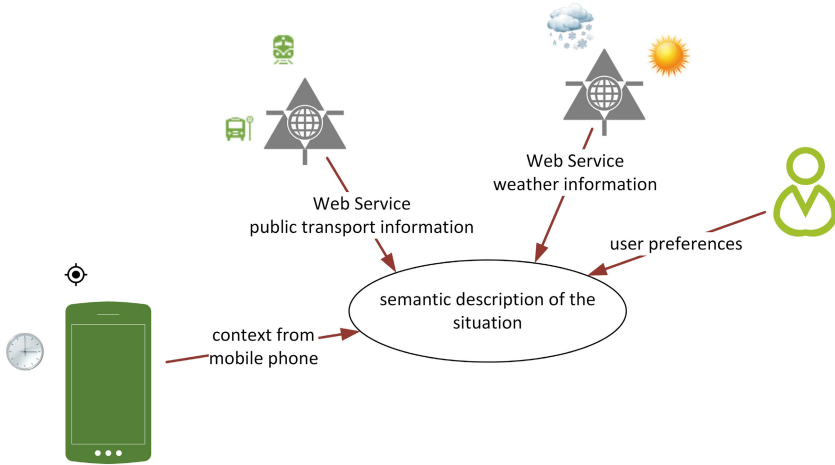 Web Service
weather information
Web Service
public transport information
user preferences
semantic description of the
situation
context from
mobile phone